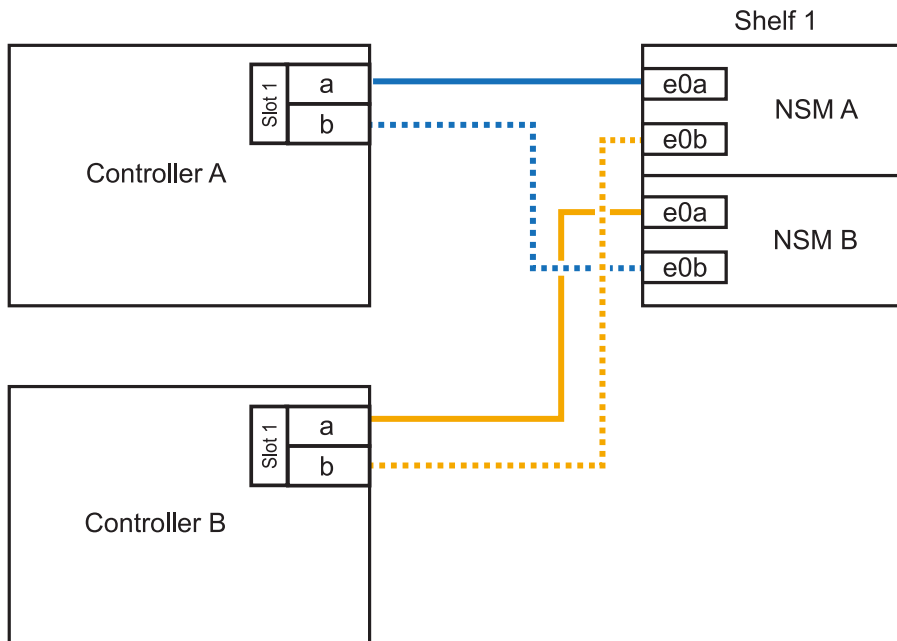 Shelf 1
Slot 1
a
b
Controller A
e0a
e0b
NSM A
e0a
e0b
NSM B
Slot 1
a
b
Controller B